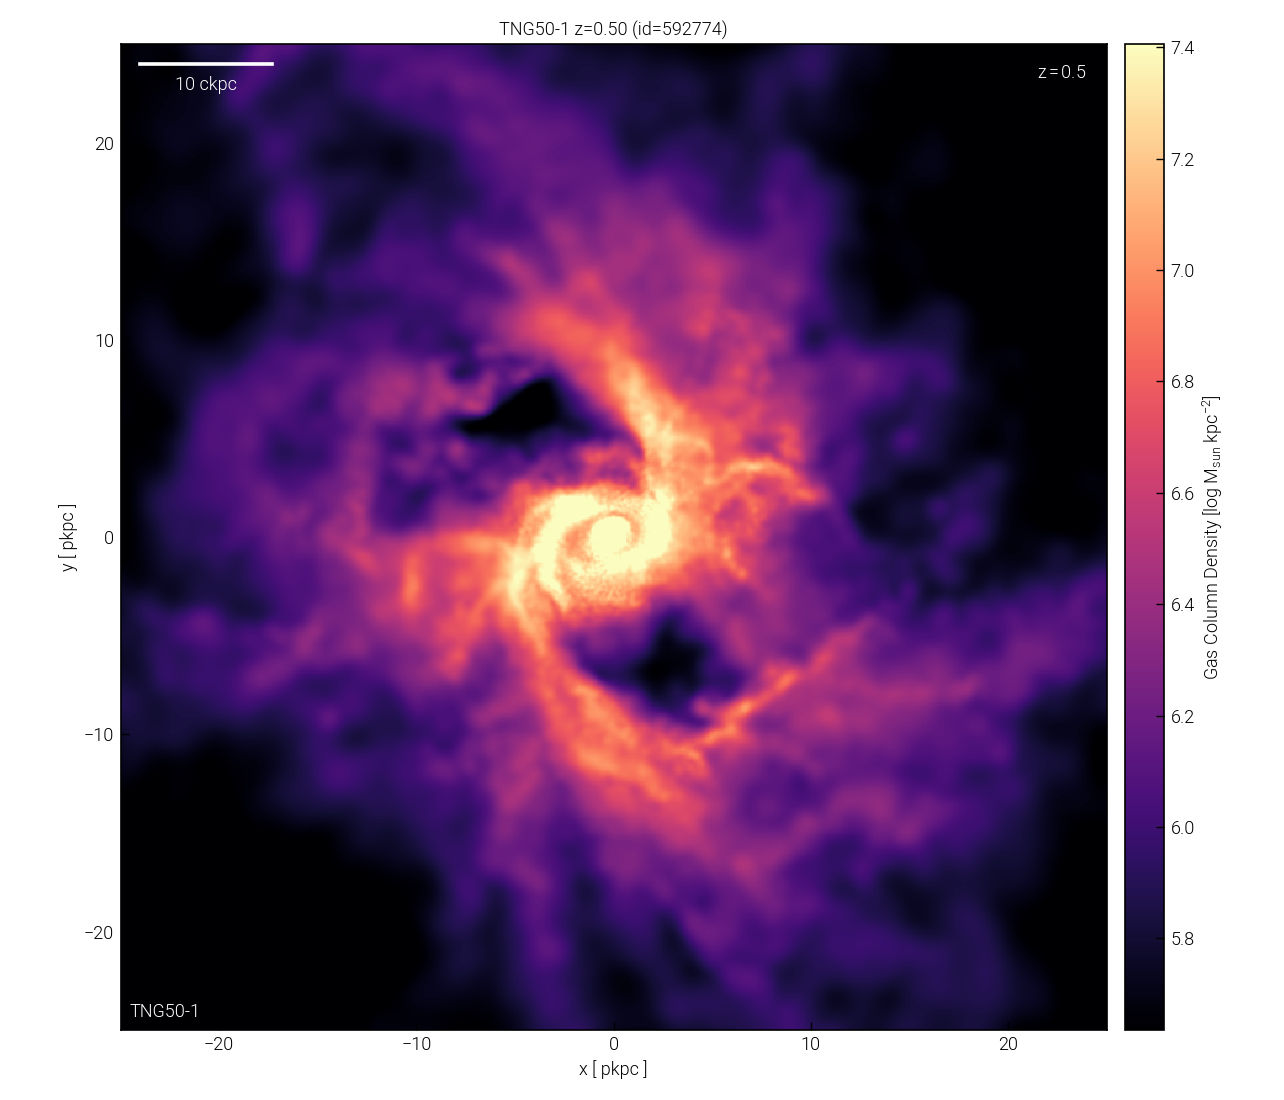 TNG50-1 z=0.50 (id=592774)
10 ckpc
z=0.5
TNG50-1
20
10
0
−10
−20
y [ pkpc ]
−20
−10
0
10
20
x [ pkpc ]
7.4
7.2
7.0
6.8
6.6
6.4
6.2
6.0
5.8
Gas Column Density [log M_sun kpc^−2]